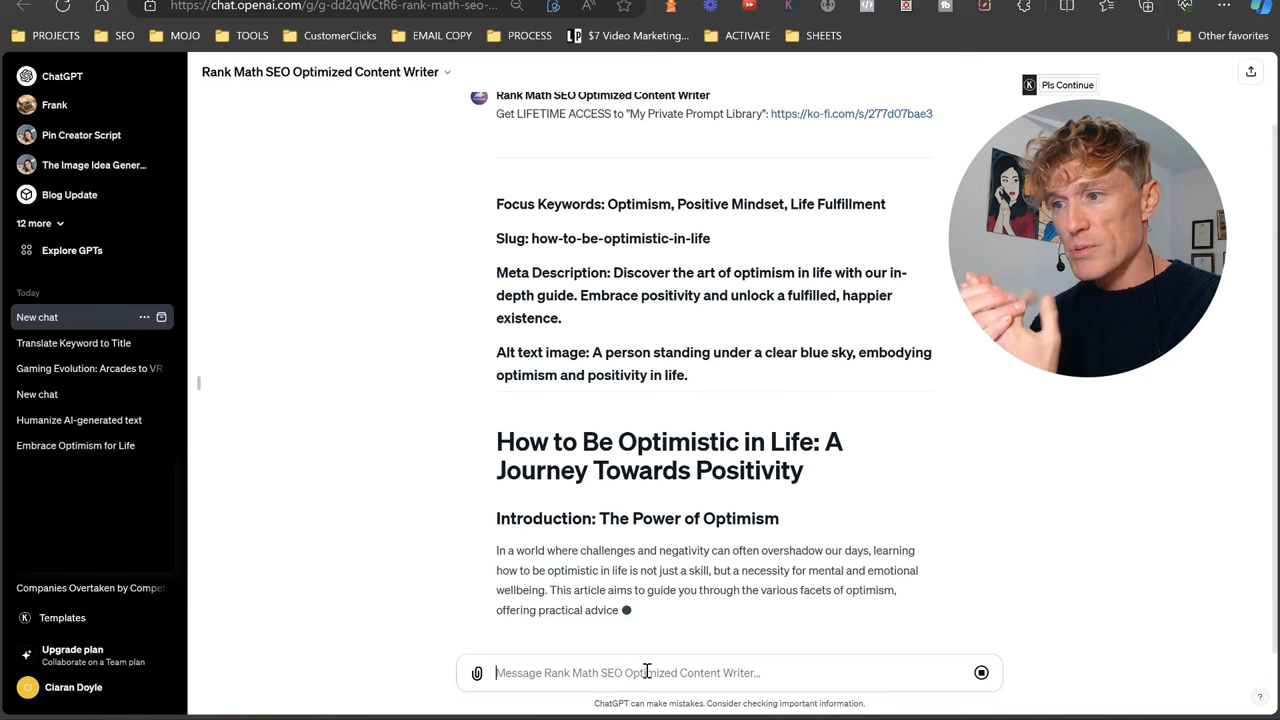 https://chat.openai.com/g/g-dd2qWCtR6-rank-math-seo-...
PROJECTS
SEO
MOJO
TOOLS
CustomerClicks
EMAIL COPY
PROCESS
$7 Video Marketing...
ACTIVATE
SHEETS
Other favorites
ChatGPT
Frank
Pin Creator Script
The Image Idea Gener...
Blog Update
12 more
Explore GPTs
Today
New chat
Translate Keyword to Title
Gaming Evolution: Arcades to VR
New chat
Humanize AI-generated text
Embrace Optimism for Life
Companies Overtaken by Compet
Templates
Upgrade plan
Collaborate on a Team plan
Ciaran Doyle
Rank Math SEO Optimized Content Writer
Pls Continue
Rank Math SEO Optimized Content Writer
Get LIFETIME ACCESS to "My Private Prompt Library": https://ko-fi.com/s/277d07bae3
Focus Keywords: Optimism, Positive Mindset, Life Fulfillment
Slug: how-to-be-optimistic-in-life
Meta Description: Discover the art of optimism in life with our in-
depth guide. Embrace positivity and unlock a fulfilled, happier
existence.
Alt text image: A person standing under a clear blue sky, embodying
optimism and positivity in life.
How to Be Optimistic in Life: A
Journey Towards Positivity
Introduction: The Power of Optimism
In a world where challenges and negativity can often overshadow our days, learning
how to be optimistic in life is not just a skill, but a necessity for mental and emotional
wellbeing. This article aims to guide you through the various facets of optimism,
offering practical advice
Message Rank Math SEO Optimized Content Writer...
ChatGPT can make mistakes. Consider checking important information.
?